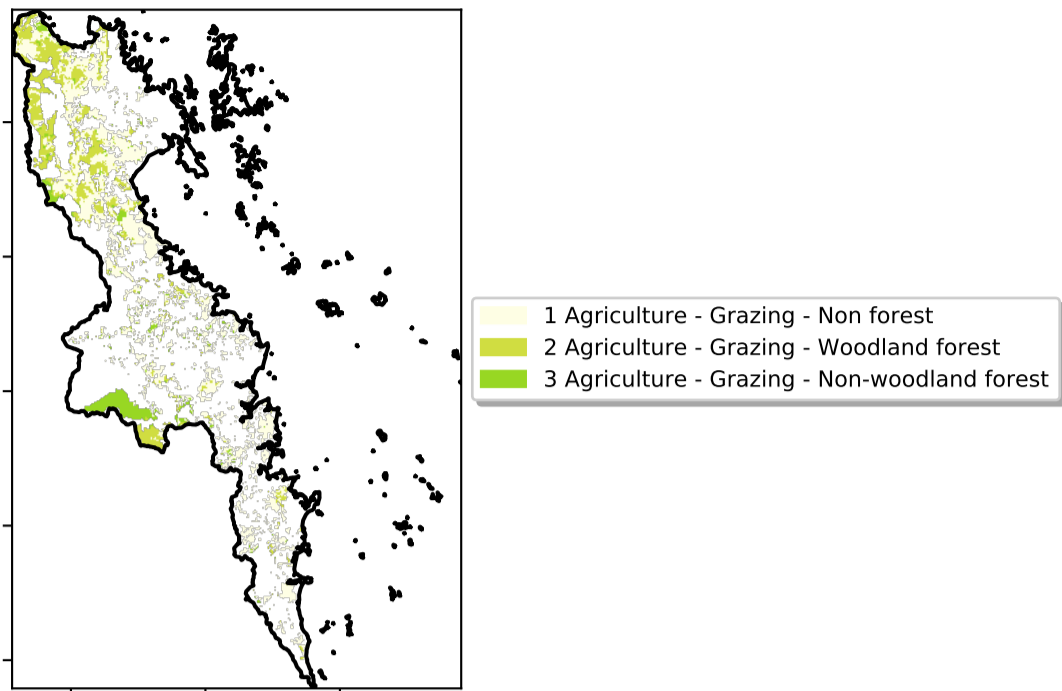 1 Agriculture - Grazing - Non forest
2 Agriculture - Grazing - Woodland forest
3 Agriculture - Grazing - Non-woodland forest